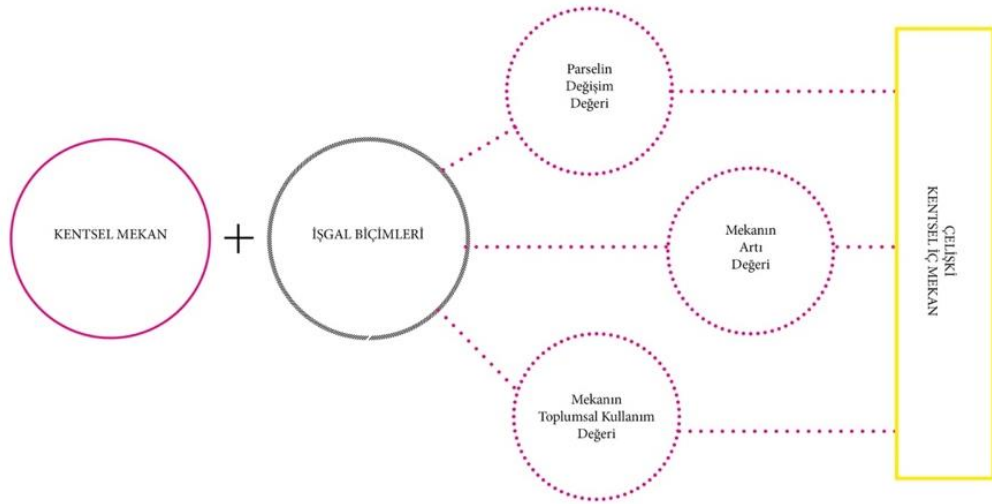 KENTSEL MEKAN
+
İŞGAL BİÇİMLERİ
Parselin
Değişim
Değeri
Mekanın
Artı
Değeri
Mekanın
Toplumsal Kullanım
Değeri
ÇELİŞKİ
KENTSEL İÇ MEKAN